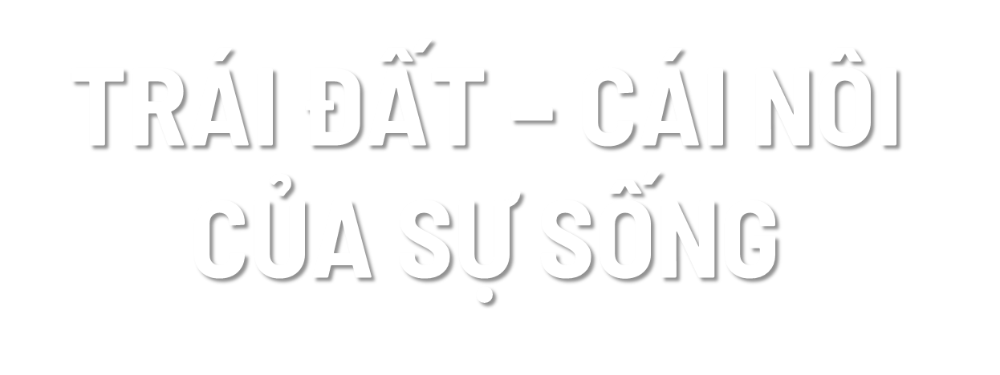 TRÁI ĐẤT – CÁI NÔI
CỦA SỰ SỐNG